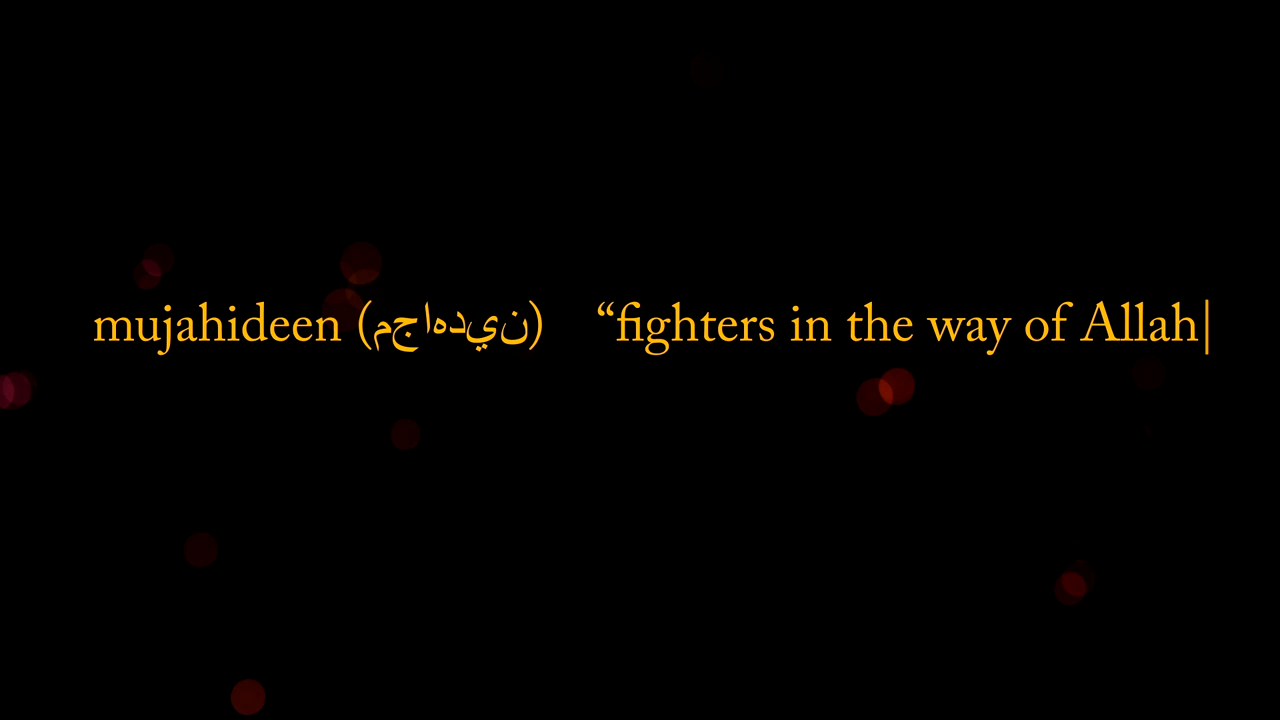 mujahideen (مجاهدين) “fighters in the way of Allah